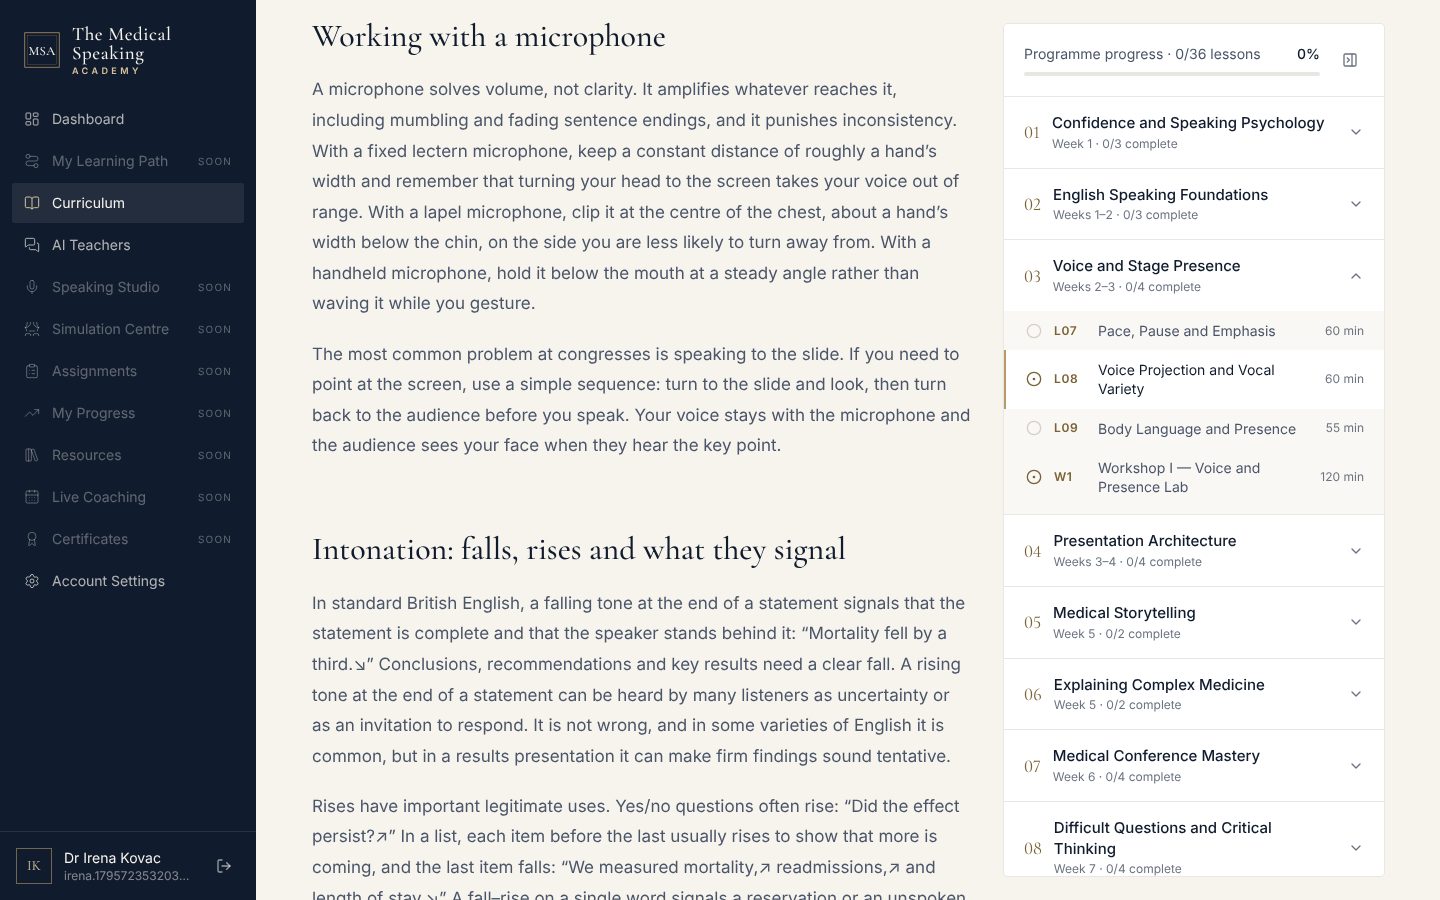 MSA
The Medical
Speaking
ACADEMY
Dashboard
My Learning Path SOON
Curriculum
AI Teachers
Speaking Studio SOON
Simulation Centre SOON
Assignments SOON
My Progress SOON
Resources SOON
Live Coaching SOON
Certificates SOON
Account Settings
IK
Dr Irena Kovac
irena.179572353203...
Working with a microphone
A microphone solves volume, not clarity. It amplifies whatever reaches it,
including mumbling and fading sentence endings, and it punishes inconsistency.
With a fixed lectern microphone, keep a constant distance of roughly a hand’s
width and remember that turning your head to the screen takes your voice out of
range. With a lapel microphone, clip it at the centre of the chest, about a hand’s
width below the chin, on the side you are less likely to turn away from. With a
handheld microphone, hold it below the mouth at a steady angle rather than
waving it while you gesture.
The most common problem at congresses is speaking to the slide. If you need to
point at the screen, use a simple sequence: turn to the slide and look, then turn
back to the audience before you speak. Your voice stays with the microphone and
the audience sees your face when they hear the key point.
Intonation: falls, rises and what they signal
In standard British English, a falling tone at the end of a statement signals that the
statement is complete and that the speaker stands behind it: “Mortality fell by a
third.↘” Conclusions, recommendations and key results need a clear fall. A rising
tone at the end of a statement can be heard by many listeners as uncertainty or
as an invitation to respond. It is not wrong, and in some varieties of English it is
common, but in a results presentation it can make firm findings sound tentative.
Rises have important legitimate uses. Yes/no questions often rise: “Did the effect
persist?↗” In a list, each item before the last usually rises to show that more is
coming, and the last item falls: “We measured mortality,↗ readmissions,↗ and
length of stay.↘” A fall–rise on a single word signals a reservation or an unspoken
Programme progress · 0/36 lessons 0%
01 Confidence and Speaking Psychology
Week 1 · 0/3 complete
02 English Speaking Foundations
Weeks 1–2 · 0/3 complete
03 Voice and Stage Presence
Weeks 2–3 · 0/4 complete
L07 Pace, Pause and Emphasis 60 min
L08 Voice Projection and Vocal
Variety 60 min
L09 Body Language and Presence 55 min
W1 Workshop I — Voice and
Presence Lab 120 min
04 Presentation Architecture
Weeks 3–4 · 0/4 complete
05 Medical Storytelling
Week 5 · 0/2 complete
06 Explaining Complex Medicine
Week 5 · 0/2 complete
07 Medical Conference Mastery
Week 6 · 0/4 complete
08 Difficult Questions and Critical
Thinking
Week 7 · 0/4 complete